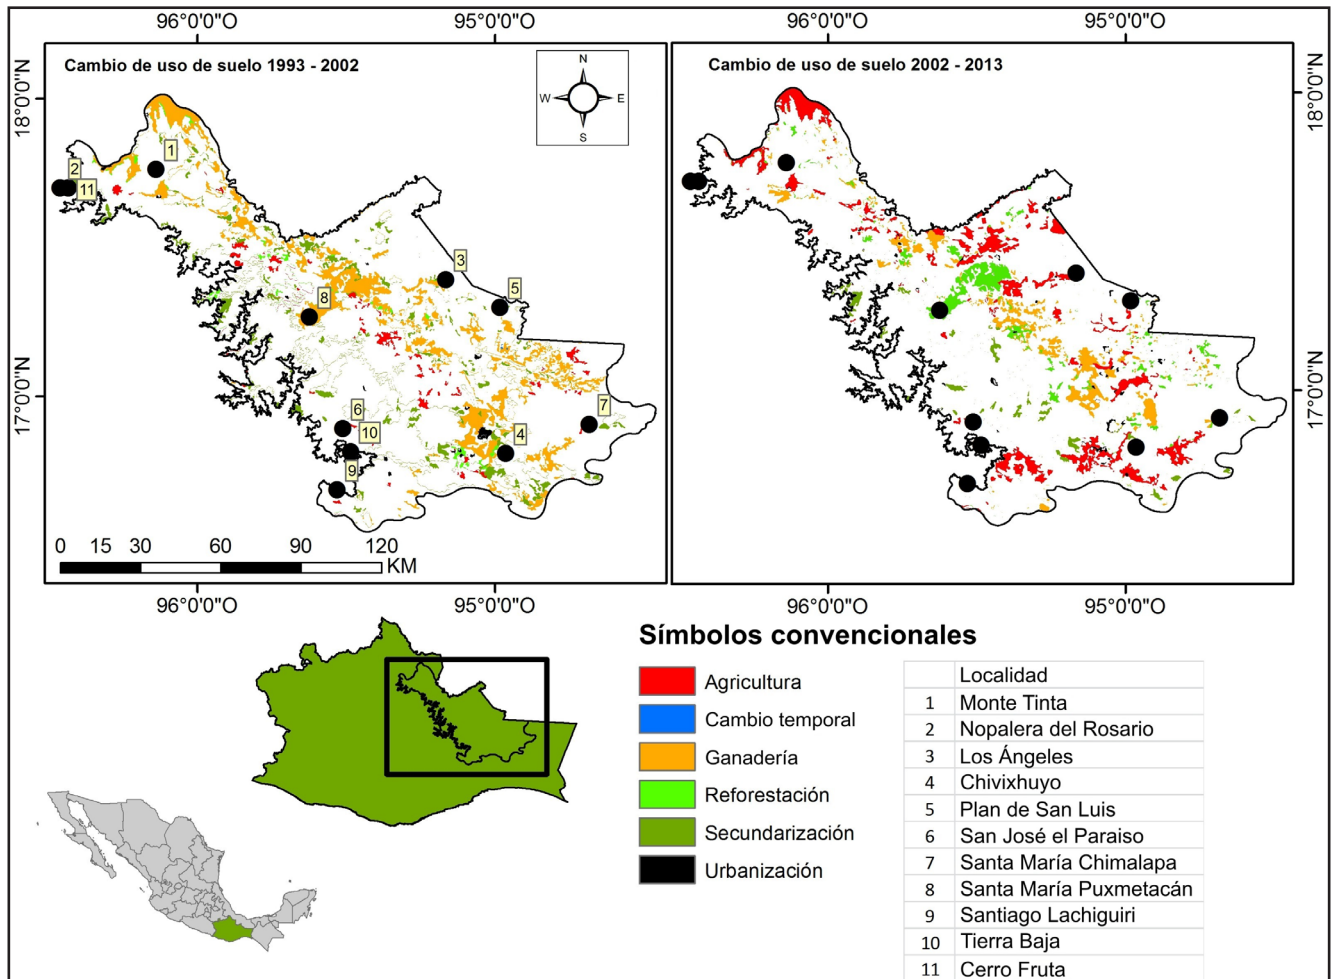 96°0'0"O 95°0'0"O 96°0'0"O 95°0'0"O
18°0'0"N
17°0'0"N
Cambio de uso de suelo 1993 - 2002
N
W E
S
1
2
11
3
5
8
6
10
7
4
9
0 15 30 60 90 120
KM
Cambio de uso de suelo 2002 - 2013
18°0'0"N
17°0'0"N
96°0'0"O 95°0'0"O 96°0'0"O 95°0'0"O
Símbolos convencionales
Agricultura
Cambio temporal
Ganadería
Reforestación
Secundarización
Urbanización
Localidad
1 Monte Tinta
2 Nopalera del Rosario
3 Los Ángeles
4 Chivixhuyo
5 Plan de San Luis
6 San José el Paraiso
7 Santa María Chimalapa
8 Santa María Puxmetacán
9 Santiago Lachiguiri
10 Tierra Baja
11 Cerro Fruta